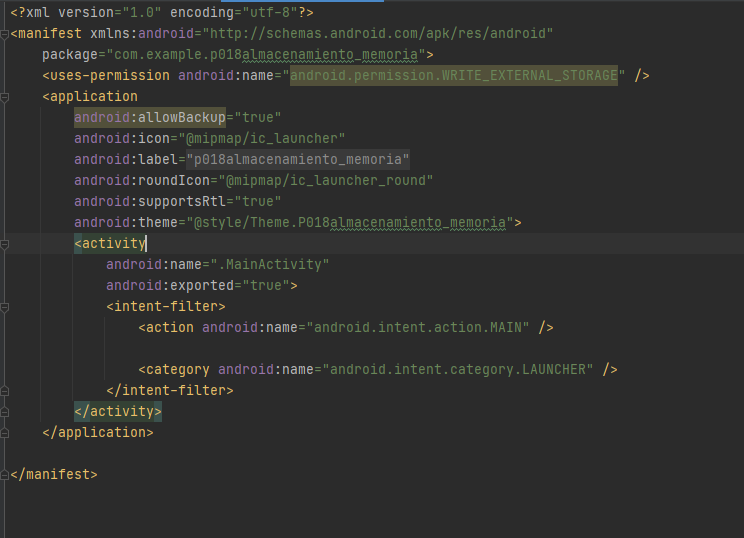 <?xml version="1.0" encoding="utf-8"?>
<manifest xmlns:android="http://schemas.android.com/apk/res/android"
    package="com.example.p018almacenamiento_memoria">
    <uses-permission android:name="android.permission.WRITE_EXTERNAL_STORAGE" />
    <application
        android:allowBackup="true"
        android:icon="@mipmap/ic_launcher"
        android:label="p018almacenamiento_memoria"
        android:roundIcon="@mipmap/ic_launcher_round"
        android:supportsRtl="true"
        android:theme="@style/Theme.P018almacenamiento_memoria">
        <activity
            android:name=".MainActivity"
            android:exported="true">
            <intent-filter>
                <action android:name="android.intent.action.MAIN" />
                <category android:name="android.intent.category.LAUNCHER" />
            </intent-filter>
        </activity>
    </application>
</manifest>